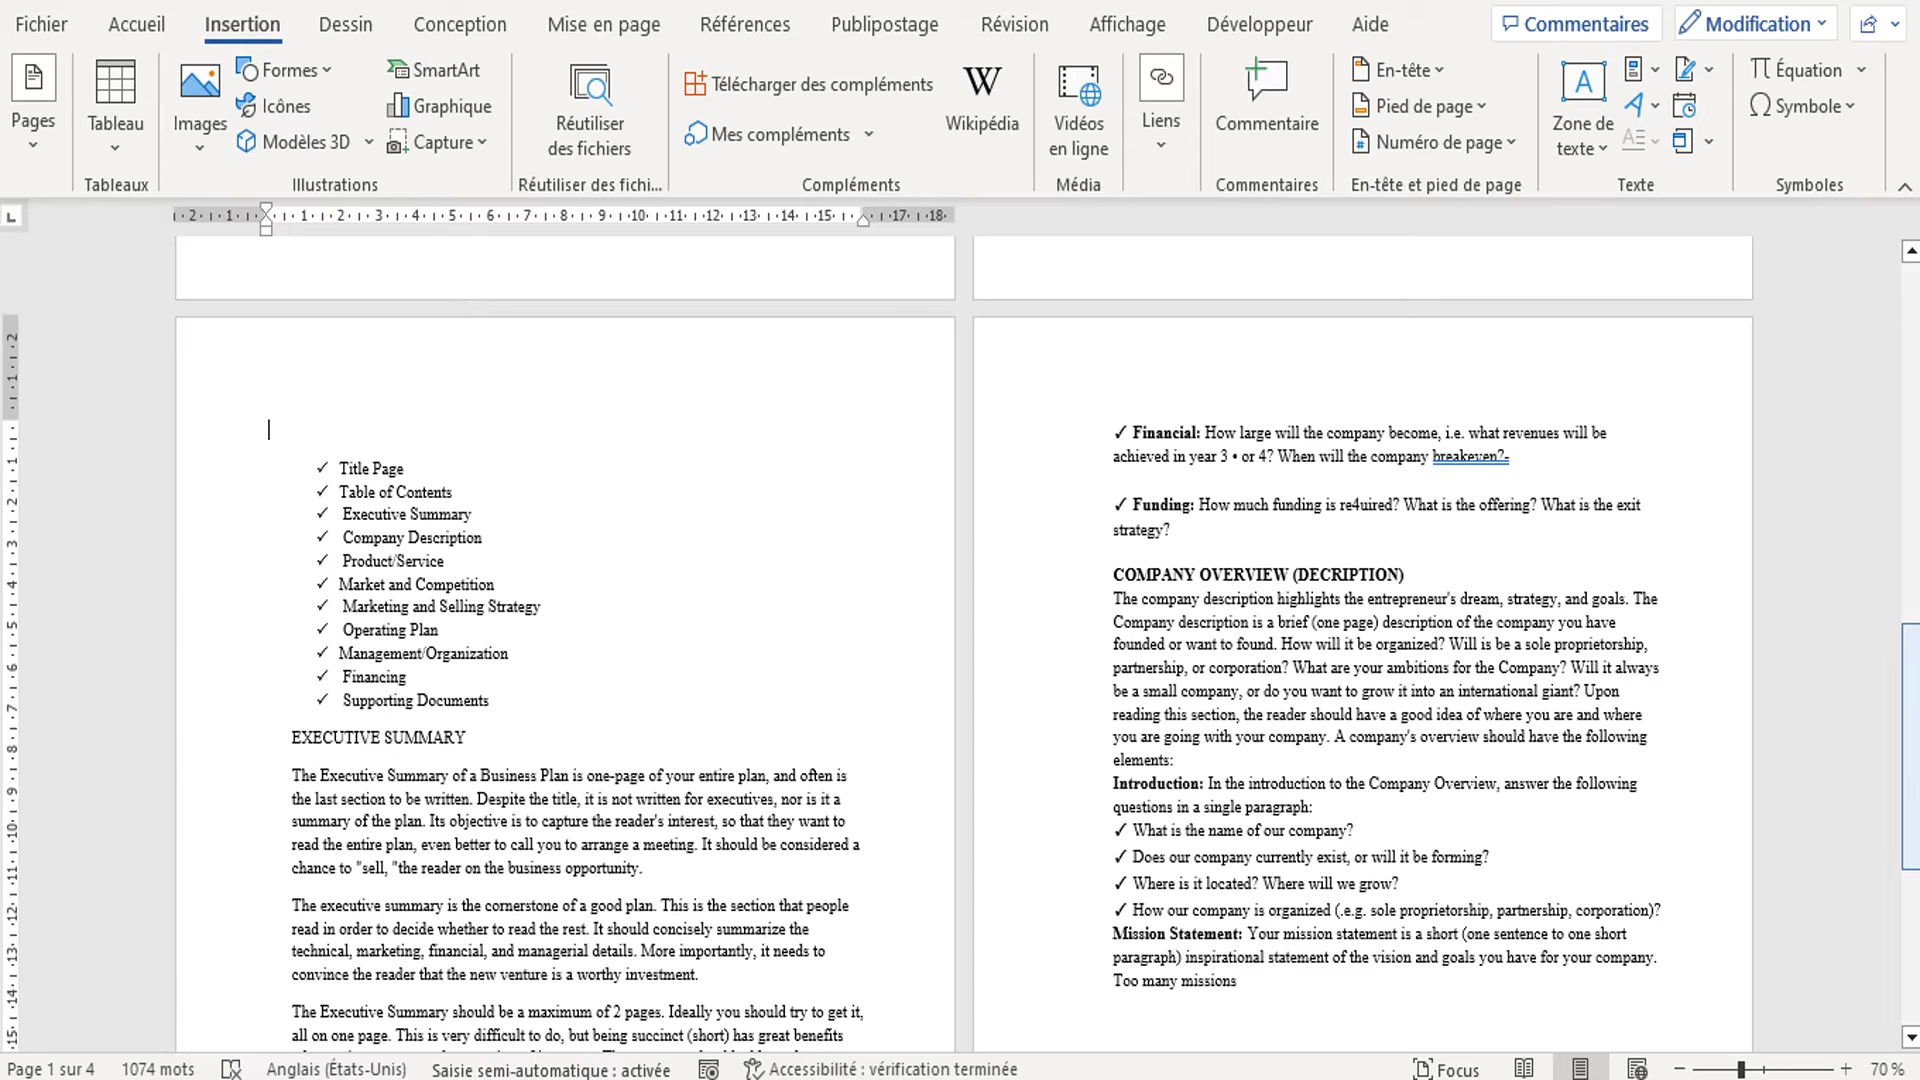 Fichier Accueil Insertion Dessin Conception Mise en page Références Publipostage Révision Affichage Développeur Aide Commentaires Modification
Pages
Tableau
Tableaux
Images
Formes
Icônes
Modèles 3D
SmartArt
Graphique
Capture
Illustrations
Réutiliser
des fichiers
Réutiliser des fichi...
Télécharger des compléments
Mes compléments
Wikipédia
Compléments
Vidéos
en ligne
Média
Liens
Commentaire
Commentaires
En-tête
Pied de page
Numéro de page
En-tête et pied de page
Zone de
texte
Texte
Équation
Symbole
Symboles
✓ Title Page
✓ Table of Contents
✓ Executive Summary
✓ Company Description
✓ Product/Service
✓ Market and Competition
✓ Marketing and Selling Strategy
✓ Operating Plan
✓ Management/Organization
✓ Financing
✓ Supporting Documents
EXECUTIVE SUMMARY
The Executive Summary of a Business Plan is one-page of your entire plan, and often is
the last section to be written. Despite the title, it is not written for executives, nor is it a
summary of the plan. Its objective is to capture the reader's interest, so that they want to
read the entire plan, even better to call you to arrange a meeting. It should be considered a
chance to "sell, "the reader on the business opportunity.
The executive summary is the cornerstone of a good plan. This is the section that people
read in order to decide whether to read the rest. It should concisely summarize the
technical, marketing, financial, and managerial details. More importantly, it needs to
convince the reader that the new venture is a worthy investment.
The Executive Summary should be a maximum of 2 pages. Ideally you should try to get it,
all on one page. This is very difficult to do, but being succinct (short) has great benefits
✓ Financial: How large will the company become, i.e. what revenues will be
achieved in year 3 • or 4? When will the company breakeven?-
✓ Funding: How much funding is re4uired? What is the offering? What is the exit
strategy?
COMPANY OVERVIEW (DECRIPTION)
The company description highlights the entrepreneur's dream, strategy, and goals. The
Company description is a brief (one page) description of the company you have
founded or want to found. How will it be organized? Will is be a sole proprietorship,
partnership, or corporation? What are your ambitions for the Company? Will it always
be a small company, or do you want to grow it into an international giant? Upon
reading this section, the reader should have a good idea of where you are and where
you are going with your company. A company's overview should have the following
elements:
Introduction: In the introduction to the Company Overview, answer the following
questions in a single paragraph:
✓ What is the name of our company?
✓ Does our company currently exist, or will it be forming?
✓ Where is it located? Where will we grow?
✓ How our company is organized (.e.g. sole proprietorship, partnership, corporation)?
Mission Statement: Your mission statement is a short (one sentence to one short
paragraph) inspirational statement of the vision and goals you have for your company.
Too many missions
Page 1 sur 4 1074 mots Anglais (États-Unis) Saisie semi-automatique : activée Accessibilité : vérification terminée Focus 70 %